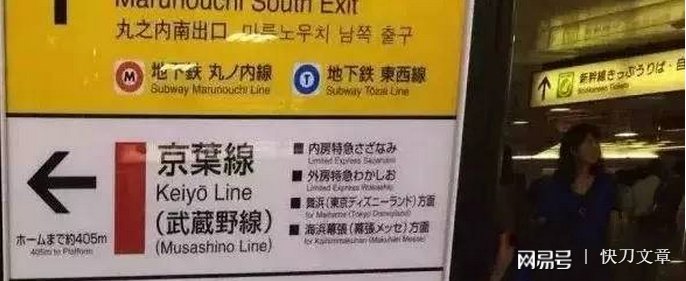 Marunouchi South Exit
丸之内南出口 마루노우치 남쪽 출구
M 地下鉄 丸ノ内線
Subway Marunouchi Line
T 地下鉄 東西線
Subway Tōzai Line
京葉線
Keiyō Line
(武蔵野線)
(Musashino Line)
ホームまで約405m
405m to Platform
内房特急さざなみ
Limited Express Sazanami
外房特急わかしお
Limited Express Wakashio
舞浜(東京ディズニーランド)方面
for Maihama (Tokyo Disneyland)
海浜幕張(幕張メッセ)方面
for Kaihimmakuhari (Makuhari Messe)
新幹線きっぷうりば・自
Shinkansen Tickets
网易号 | 快刀文章